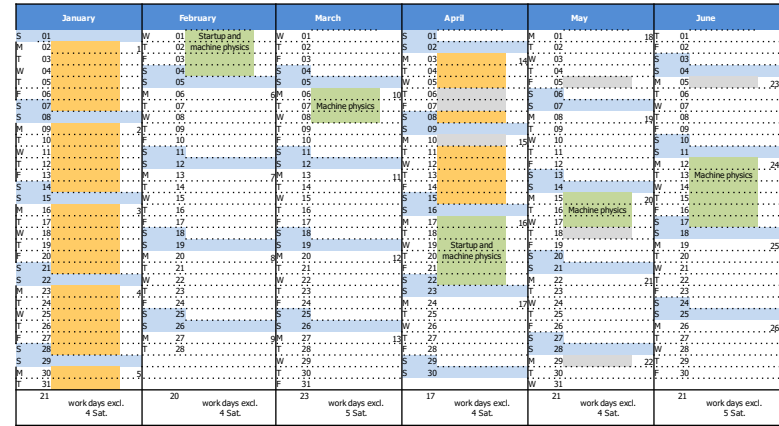 January February March April May June
S 01 W 01 Startup and W 01 S 01 M 01 18 T 01
M 02 1 T 02 machine physics T 02 S 02 T 02 F 02
T 03 F 03 F 03 M 03 14 W 03 S 03
W 04 S 04 S 04 T 04 T 04 S 04
T 05 S 05 S 05 W 05 F 05 M 05 23
F 06 M 06 6 M 06 10 T 06 S 06 T 06
S 07 T 07 T 07 Machine physics F 07 S 07 W 07
S 08 W 08 W 08 S 08 M 08 19 T 08
M 09 2 T 09 T 09 S 09 T 09 F 09
T 10 F 10 F 10 M 10 15 W 10 S 10
W 11 S 11 S 11 T 11 T 11 S 11
T 12 S 12 S 12 W 12 F 12 M 12 24
F 13 M 13 7 M 13 11 T 13 S 13 T 13 Machine physics
S 14 T 14 T 14 F 14 S 14 W 14
S 15 W 15 W 15 S 15 M 15 20 T 15
M 16 3 T 16 T 16 S 16 T 16 Machine physics F 16
T 17 F 17 F 17 M 17 16 W 17 S 17
W 18 S 18 S 18 T 18 T 18 S 18
T 19 S 19 S 19 W 19 Startup and F 19 M 19 25
F 20 M 20 8 M 20 12 T 20 machine physics S 20 T 20
S 21 T 21 T 21 F 21 S 21 W 21
S 22 W 22 W 22 S 22 M 22 21 T 22
M 23 4 T 23 T 23 S 23 T 23 F 23
T 24 F 24 F 24 M 24 17 W 24 S 24
W 25 S 25 S 25 T 25 T 25 S 25
T 26 S 26 S 26 W 26 F 26 M 26 26
F 27 M 27 9 M 27 13 T 27 S 27 T 27
S 28 T 28 T 28 F 28 S 28 W 28
S 29 W 29 S 29 M 29 22 T 29
M 30 5 T 30 S 30 T 30 F 30
T 31 F 31 W 31
21 work days excl. 20 work days excl. 23 work days excl. 17 work days excl. 21 work days excl. 21 work days excl.
4 Sat. 4 Sat. 5 Sat. 4 Sat. 4 Sat. 5 Sat.